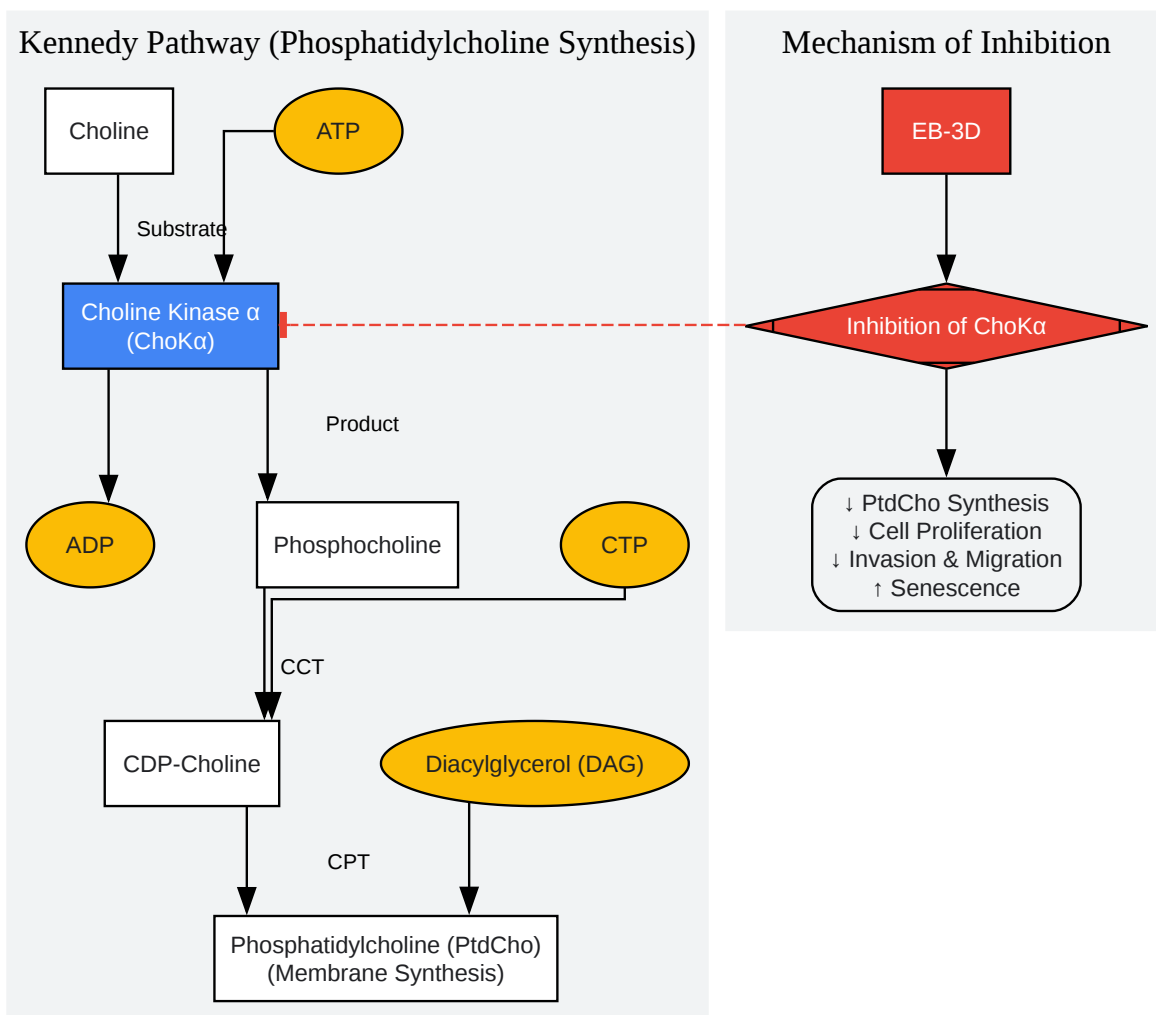 Kennedy Pathway (Phosphatidylcholine Synthesis)
Choline
ATP
Substrate
Choline Kinase α
(ChoKα)
Product
ADP
Phosphocholine
CTP
CCT
CDP-Choline
Diacylglycerol (DAG)
CPT
Phosphatidylcholine (PtdCho)
(Membrane Synthesis)
Mechanism of Inhibition
EB-3D
Inhibition of ChoKα
↓ PtdCho Synthesis
↓ Cell Proliferation
↓ Invasion & Migration
↑ Senescence